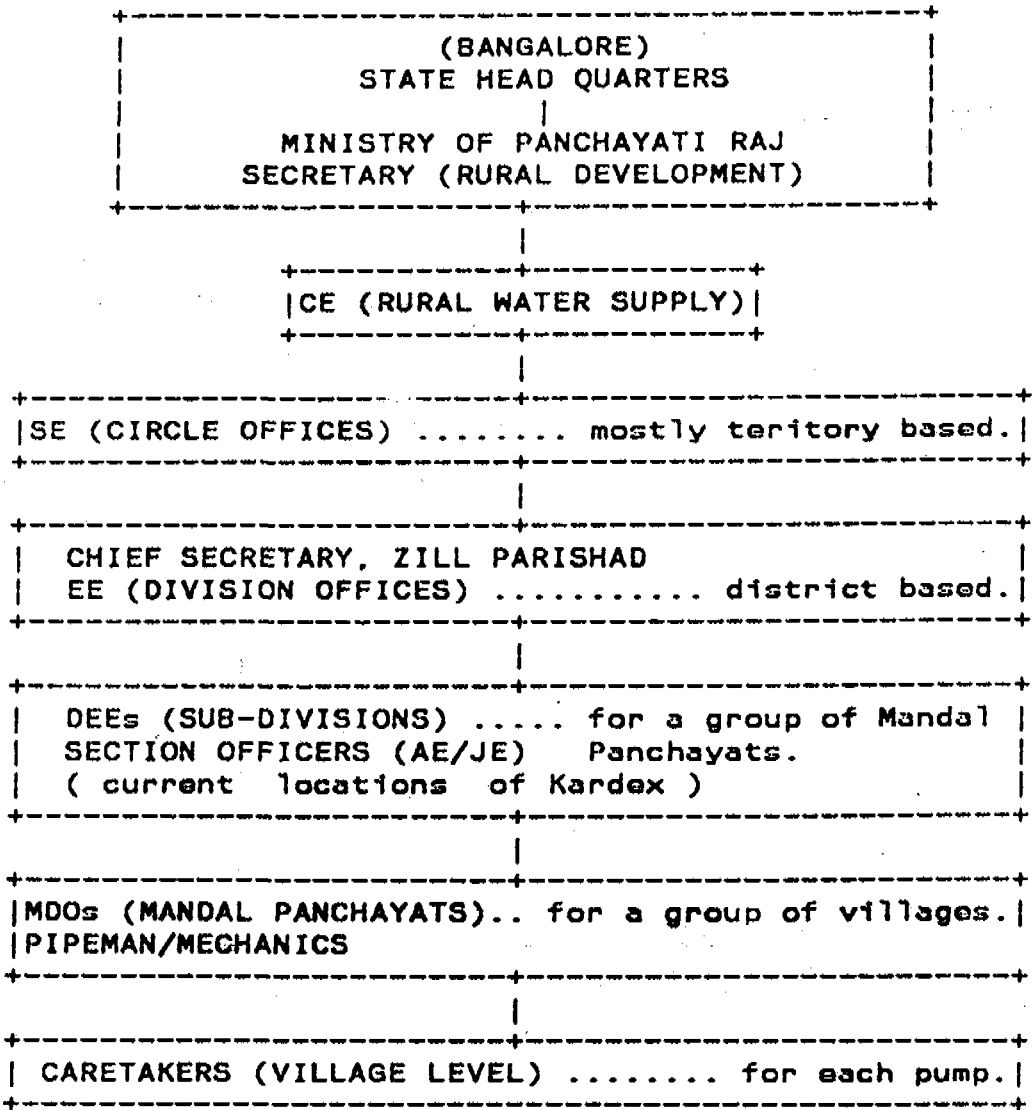 (BANGALORE)
STATE HEAD QUARTERS
MINISTRY OF PANCHAYATI RAJ
SECRETARY (RURAL DEVELOPMENT)
CE (RURAL WATER SUPPLY)
SE (CIRCLE OFFICES) ........ mostly teritory based.
CHIEF SECRETARY, ZILL PARISHAD
EE (DIVISION OFFICES) ........... district based.
DEEs (SUB-DIVISIONS) ..... for a group of Mandal
SECTION OFFICERS (AE/JE) Panchayats.
( current locations of Kardex )
MDOs (MANDAL PANCHAYATS).. for a group of villages.
PIPEMAN/MECHANICS
CARETAKERS (VILLAGE LEVEL) ........ for each pump.